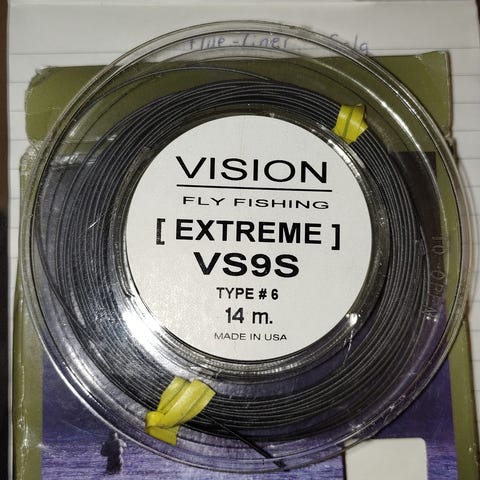 VISION
FLY FISHING
[ EXTREME ]
VS9S
TYPE # 6
14 m.
MADE IN USA